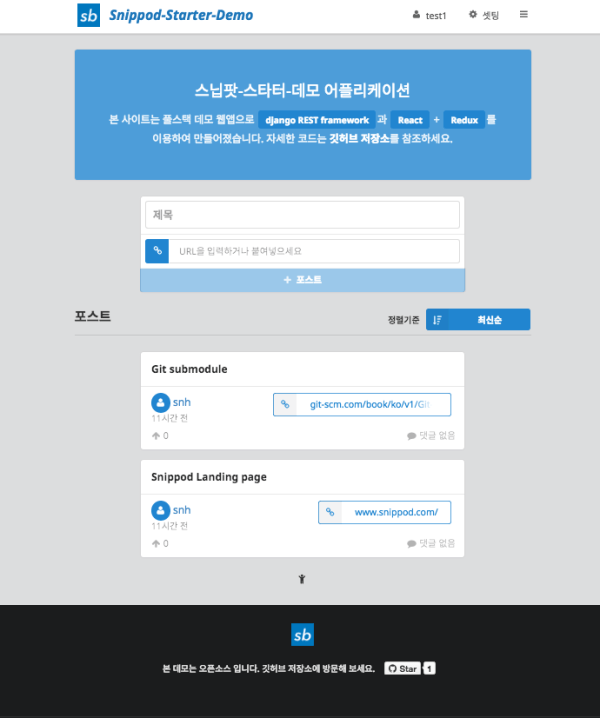 sb Snippod-Starter-Demo test1 셋팅
스닙팟-스타터-데모 어플리케이션
본 사이트는 풀스택 데모 웹앱으로 django REST framework 과 React + Redux 를
이용하여 만들어졌습니다. 자세한 코드는 깃허브 저장소를 참조하세요.
제목
URL을 입력하거나 붙여넣으세요
+ 포스트
포스트 정렬기준 최신순
Git submodule
snh git-scm.com/book/ko/v1/Git
11시간 전
0 댓글 없음
Snippod Landing page
snh www.snippod.com/
11시간 전
0 댓글 없음
sb
본 데모는 오픈소스 입니다. 깃허브 저장소에 방문해 보세요. Star 1